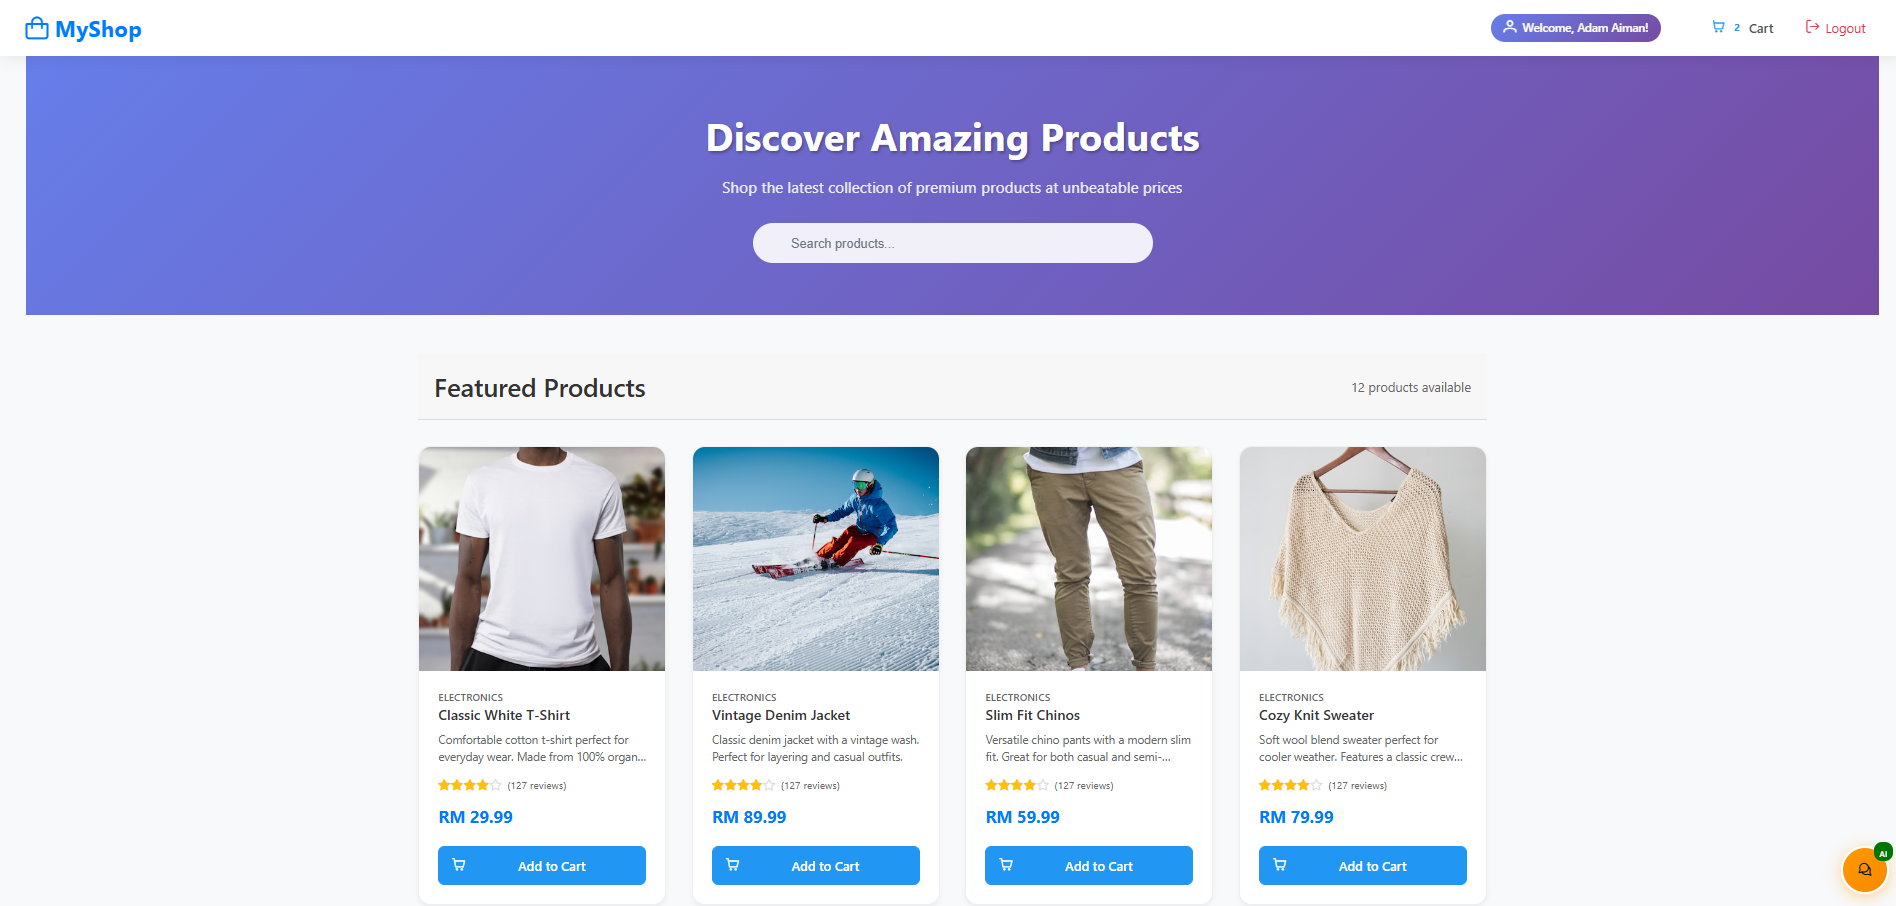 MyShop
Welcome, Adam Aiman!
2 Cart
Logout
Discover Amazing Products
Shop the latest collection of premium products at unbeatable prices
Search products...
Featured Products
12 products available
ELECTRONICS
Classic White T-Shirt
Comfortable cotton t-shirt perfect for
everyday wear. Made from 100% organ...
(127 reviews)
RM 29.99
Add to Cart
ELECTRONICS
Vintage Denim Jacket
Classic denim jacket with a vintage wash.
Perfect for layering and casual outfits.
(127 reviews)
RM 89.99
Add to Cart
ELECTRONICS
Slim Fit Chinos
Versatile chino pants with a modern slim
fit. Great for both casual and semi-...
(127 reviews)
RM 59.99
Add to Cart
ELECTRONICS
Cozy Knit Sweater
Soft wool blend sweater perfect for
cooler weather. Features a classic crew...
(127 reviews)
RM 79.99
Add to Cart
AI